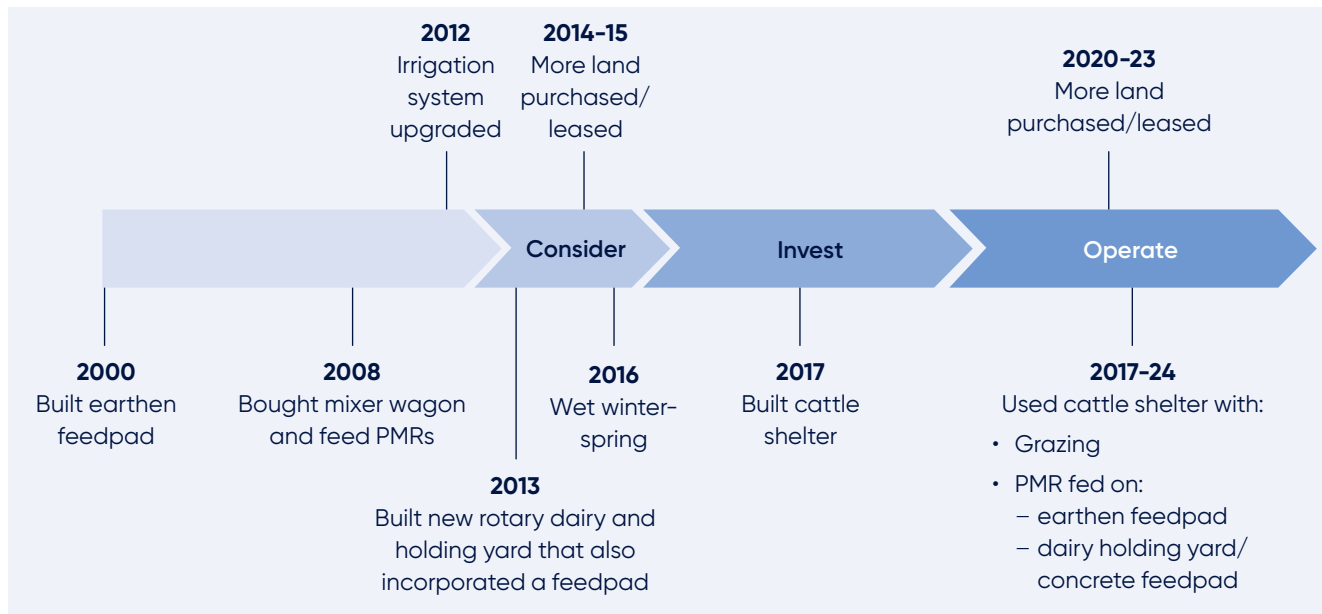 2012
Irrigation
system
upgraded
2014-15
More land
purchased/
leased
2020-23
More land
purchased/leased
Consider
Invest
Operate
2000
Built earthen
feedpad
2008
Bought mixer wagon
and feed PMRs
2013
Built new rotary dairy and
holding yard that also
incorporated a feedpad
2016
Wet winter-
spring
2017
Built cattle
shelter
2017-24
Used cattle shelter with:
• Grazing
• PMR fed on:
– earthen feedpad
– dairy holding yard/
concrete feedpad